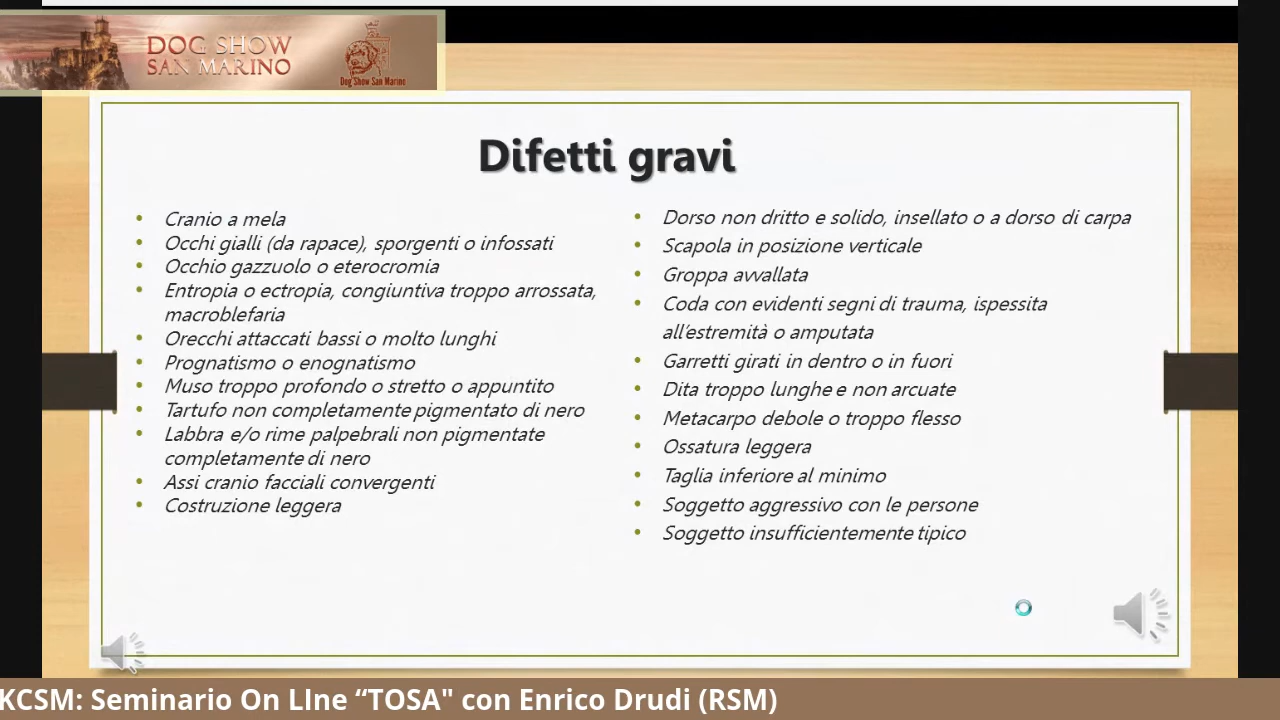 DOG SHOW
SAN MARINO
Dog Show San Marino
Difetti gravi
• Cranio a mela
• Occhi gialli (da rapace), sporgenti o infossati
• Occhio gazzuolo o eterocromia
• Entropia o ectropia, congiuntiva troppo arrossata,
macroblefaria
• Orecchi attaccati bassi o molto lunghi
• Prognatismo o enognatismo
• Muso troppo profondo o stretto o appuntito
• Tartufo non completamente pigmentato di nero
• Labbra e/o rime palpebrali non pigmentate
completamente di nero
• Assi cranio facciali convergenti
• Costruzione leggera
• Dorso non dritto e solido, insellato o a dorso di carpa
• Scapola in posizione verticale
• Groppa avvallata
• Coda con evidenti segni di trauma, ispessita
all'estremità o amputata
• Garretti girati in dentro o in fuori
• Dita troppo lunghe e non arcuate
• Metacarpo debole o troppo flesso
• Ossatura leggera
• Taglia inferiore al minimo
• Soggetto aggressivo con le persone
• Soggetto insufficientemente tipico
KCSM: Seminario On LIne “TOSA" con Enrico Drudi (RSM)